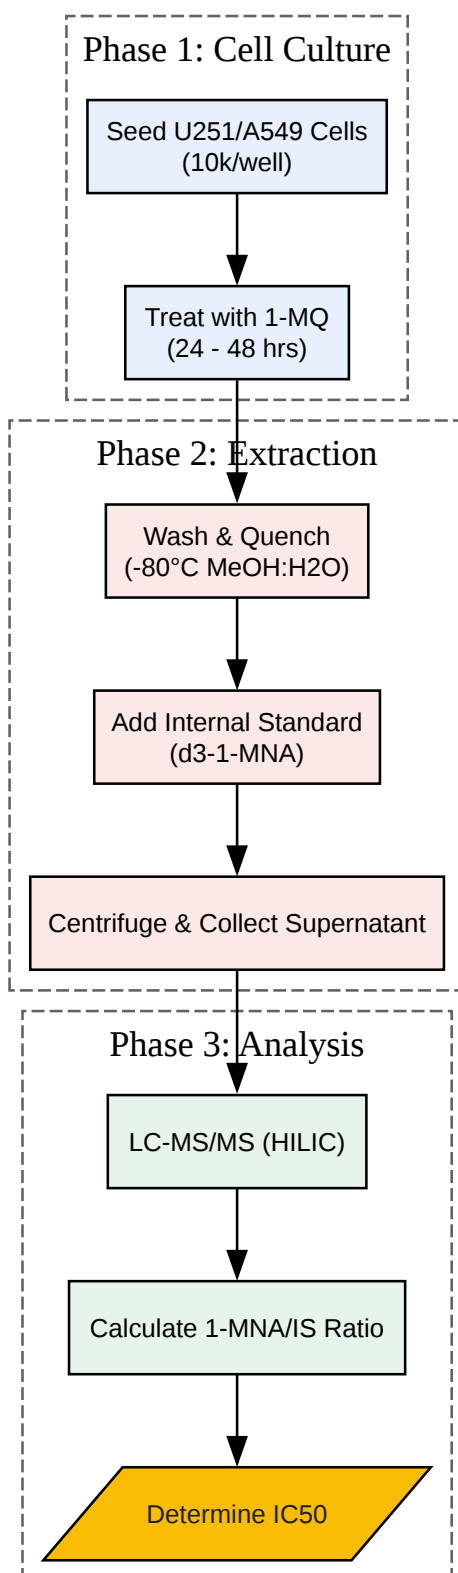 Phase 1: Cell Culture
Seed U251/A549 Cells
(10k/well)
Treat with 1-MQ
(24 - 48 hrs)
Phase 2: Extraction
Wash & Quench
(-80°C MeOH:H2O)
Add Internal Standard
(d3-1-MNA)
Centrifuge & Collect Supernatant
Phase 3: Analysis
LC-MS/MS (HILIC)
Calculate 1-MNA/IS Ratio
Determine IC50